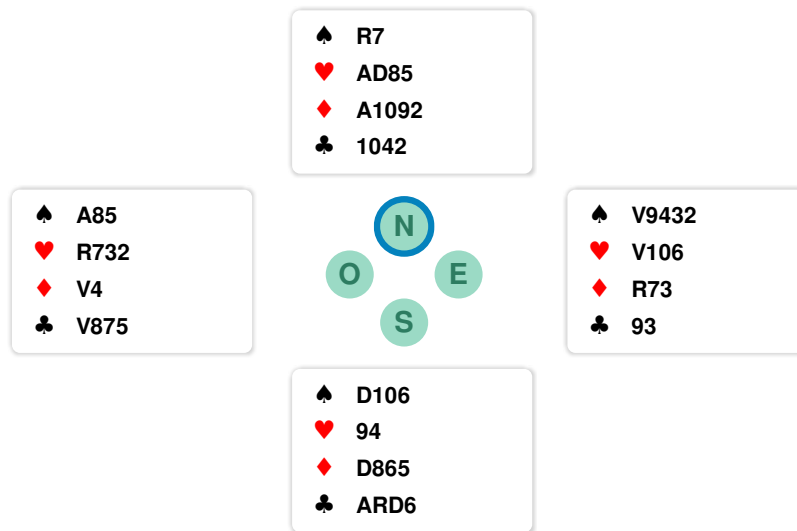 ♠ R7
♥ AD85
♦ A1092
♣ 1042
♠ A85
♥ R732
♦ V4
♣ V875
N
O
E
S
♠ V9432
♥ V106
♦ R73
♣ 93
♠ D106
♥ 94
♦ D865
♣ ARD6